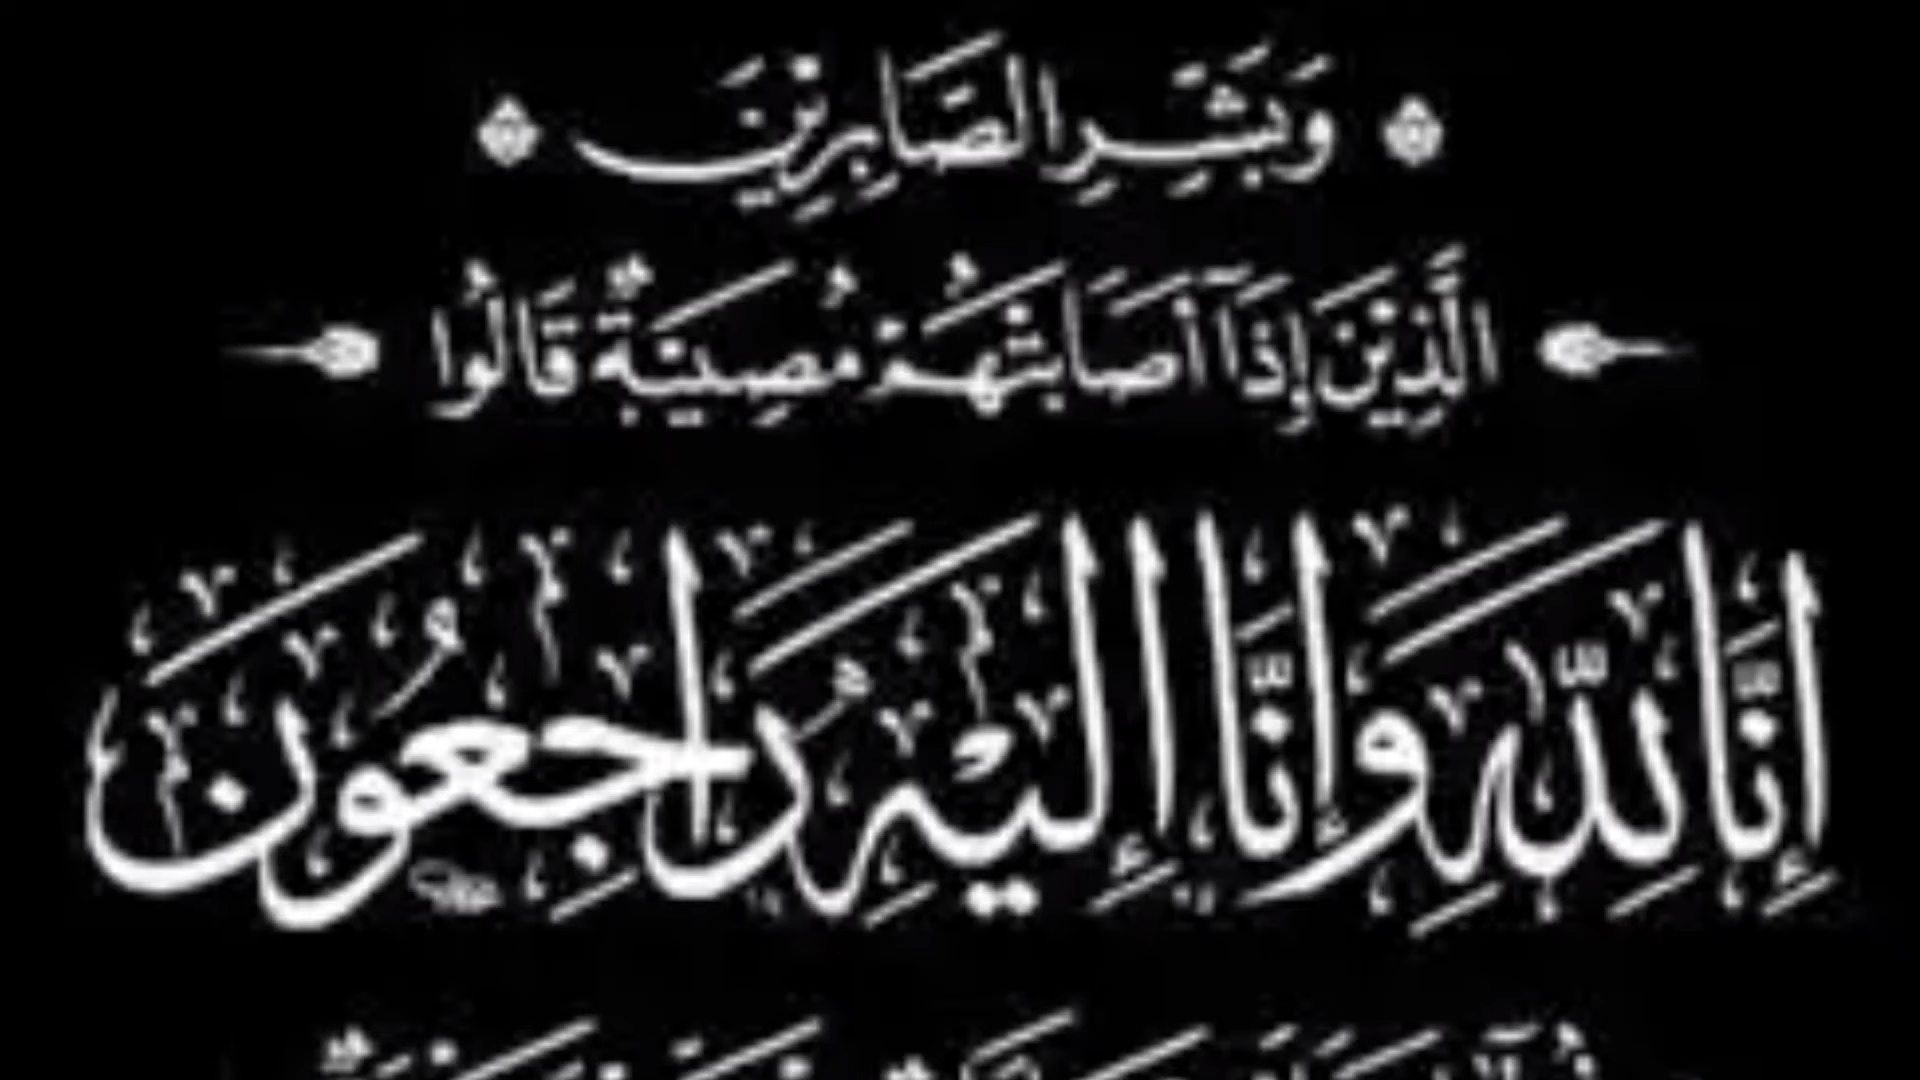 وَبَشِّرِ الصَّابِرِينَ
الَّذِينَ إِذَآ أَصَابَتْهُمْ مُصِيبَةٌ قَالُوا
إِنَّا لِلّٰهِ وَإِنَّا إِلَيْهِ رَاجِعُونَ